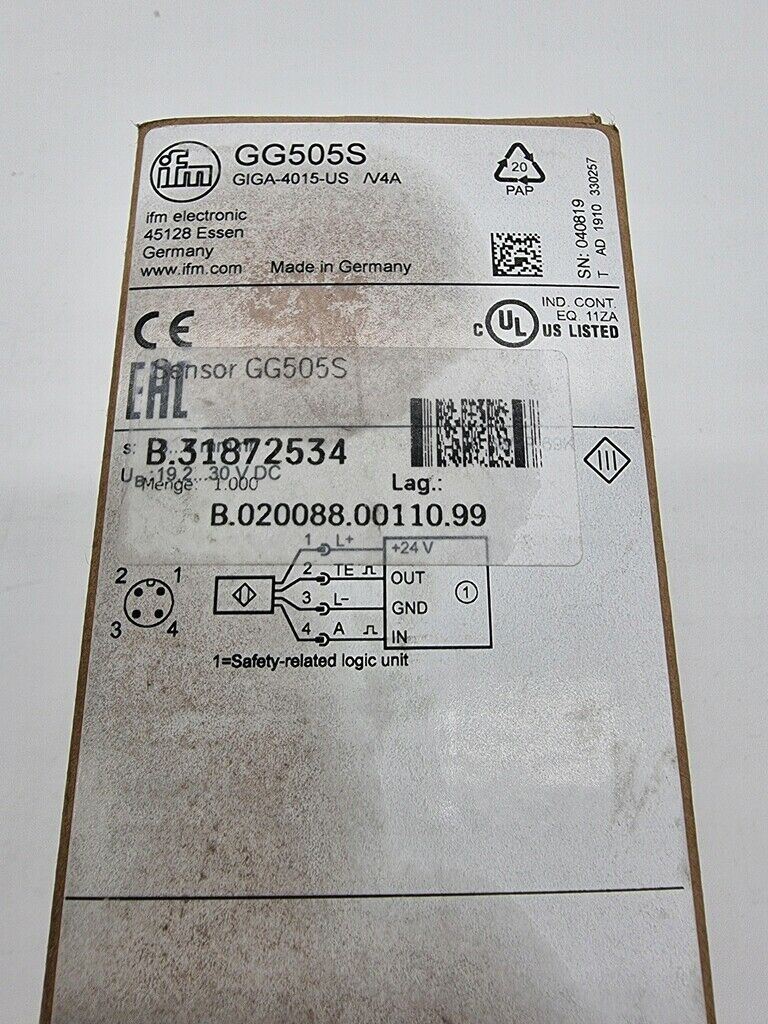 ifm
GG505S
GIGA-4015-US /V4A
20
PAP
ifm electronic
45128 Essen
Germany
www.ifm.com Made in Germany
SN: 040819
T AD 1910 330257
CE
C UL US LISTED
IND. CONT.
EQ. 11ZA
EAC
Sensor GG505S
B.31872534
UB: 19,2...30 V DC
Menge: 1.000
Lag.:
B.020088.00110.99
III
1 L+ +24 V
2 TE OUT
3 L– GND
4 A IN
1
2 1
3 4
1=Safety-related logic unit